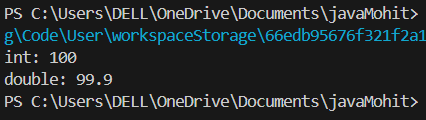 PS C:\Users\DELL\OneDrive\Documents\javaMohit>
g\Code\User\workspaceStorage\66edb95676f321f2a1
int: 100
double: 99.9
PS C:\Users\DELL\OneDrive\Documents\javaMohit>